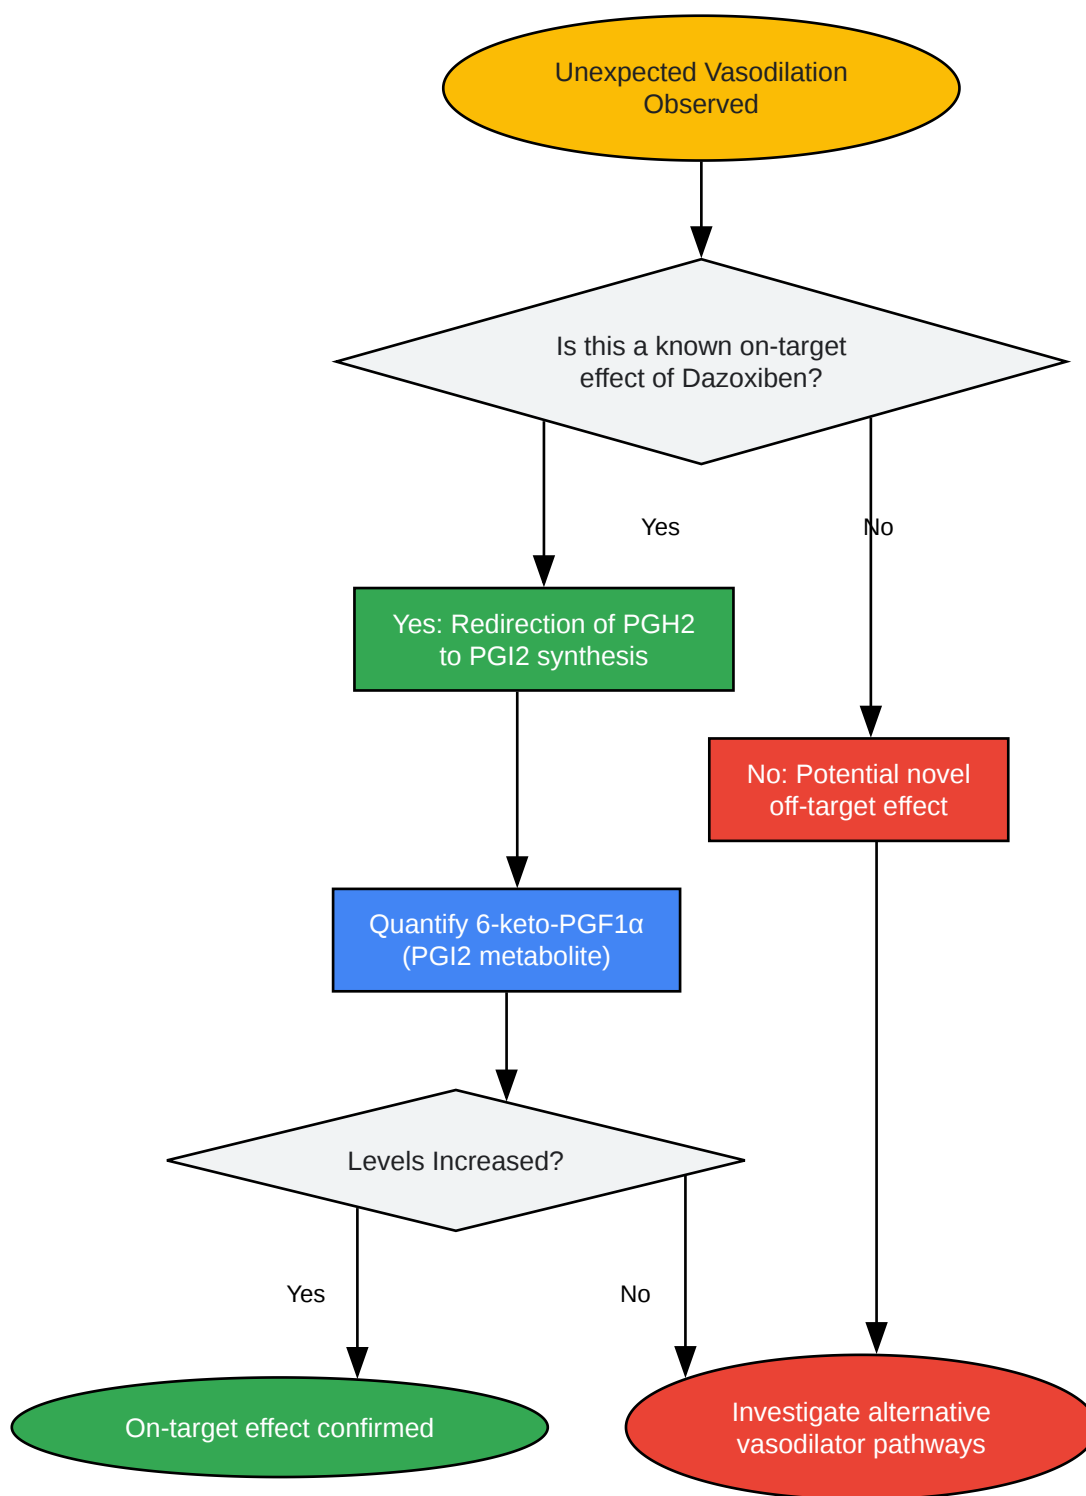 Unexpected Vasodilation
Observed
Is this a known on-target
effect of Dazoxiben?
Yes
No
Yes: Redirection of PGH2
to PGI2 synthesis
No: Potential novel
off-target effect
Quantify 6-keto-PGF1α
(PGI2 metabolite)
Levels Increased?
Yes
No
On-target effect confirmed
Investigate alternative
vasodilator pathways